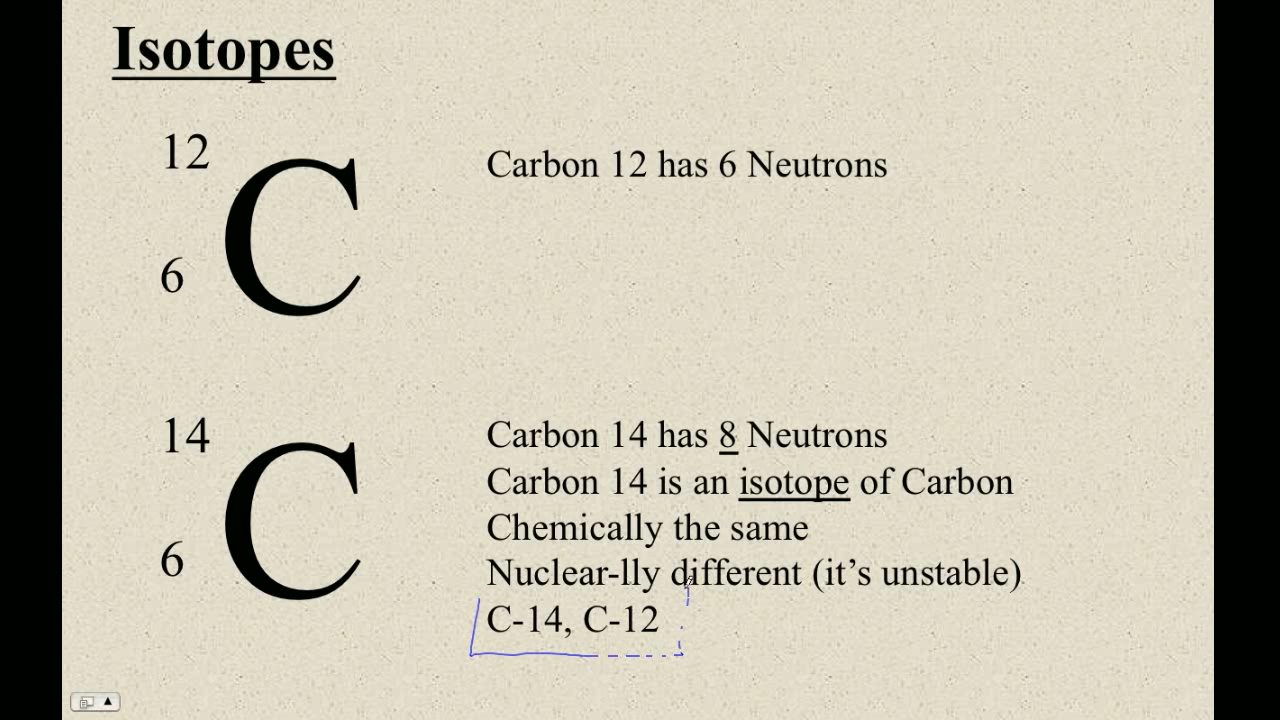 Isotopes
12
6
C
Carbon 12 has 6 Neutrons
14
6
C
Carbon 14 has 8 Neutrons
Carbon 14 is an isotope of Carbon
Chemically the same
Nuclear-lly different (it’s unstable)
C-14, C-12